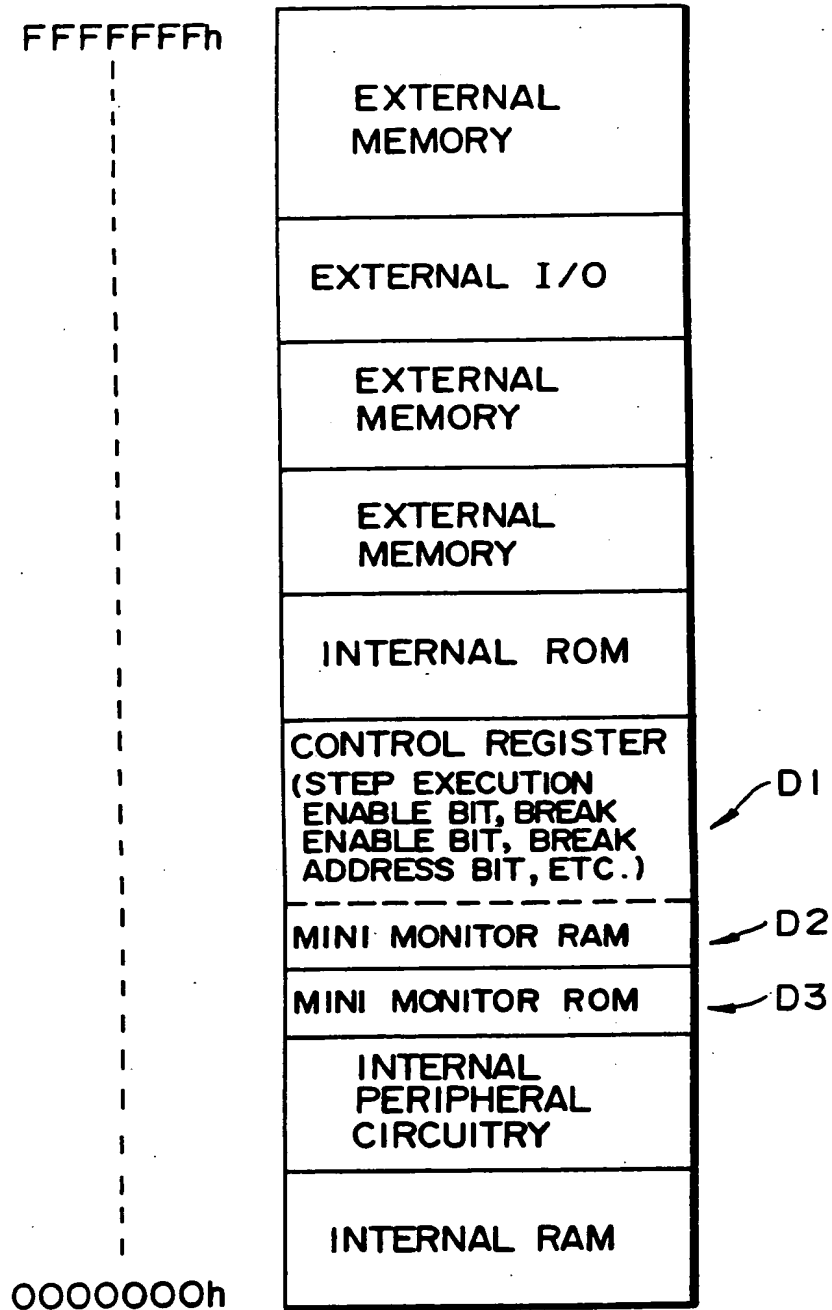 FFFFFFFh
EXTERNAL
MEMORY
EXTERNAL I/O
EXTERNAL
MEMORY
EXTERNAL
MEMORY
INTERNAL ROM
CONTROL REGISTER
(STEP EXECUTION
ENABLE BIT, BREAK
ENABLE BIT, BREAK
ADDRESS BIT, ETC.)
D1
MINI MONITOR RAM
D2
MINI MONITOR ROM
D3
INTERNAL
PERIPHERAL
CIRCUITRY
INTERNAL RAM
0000000h